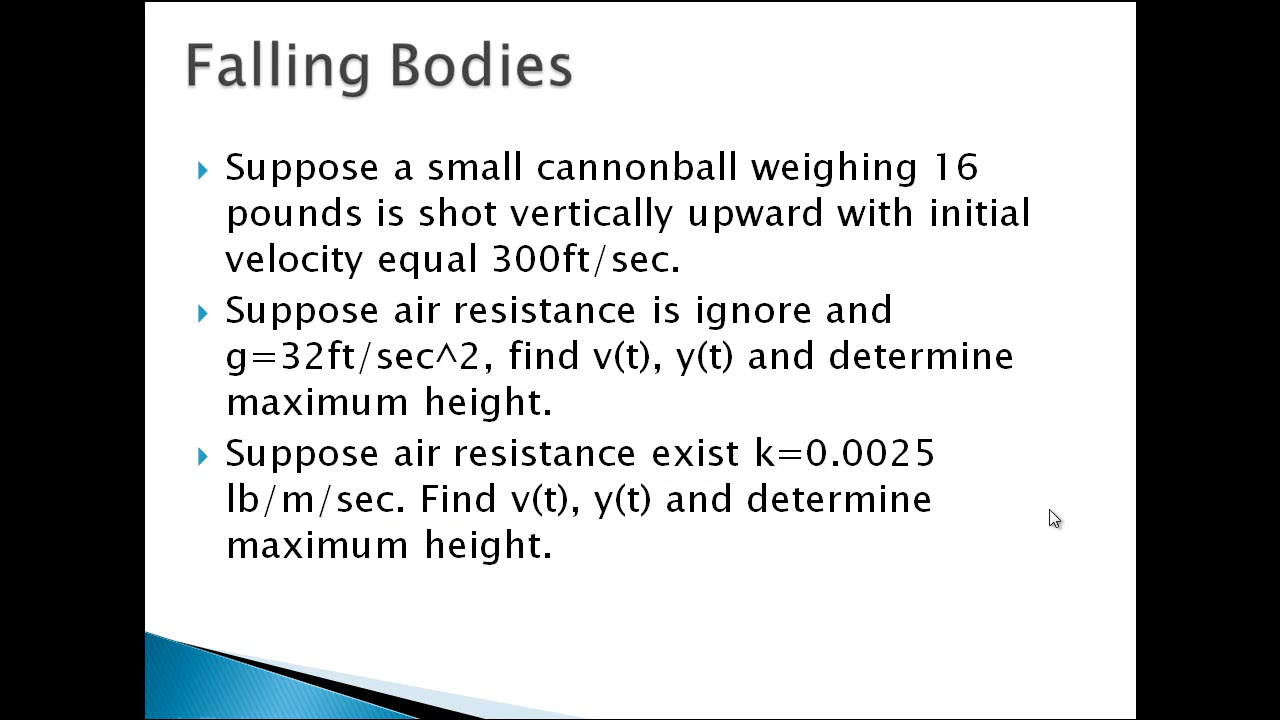 Falling Bodies
Suppose a small cannonball weighing 16
pounds is shot vertically upward with initial
velocity equal 300ft/sec.
Suppose air resistance is ignore and
g=32ft/sec^2, find v(t), y(t) and determine
maximum height.
Suppose air resistance exist k=0.0025
lb/m/sec. Find v(t), y(t) and determine
maximum height.